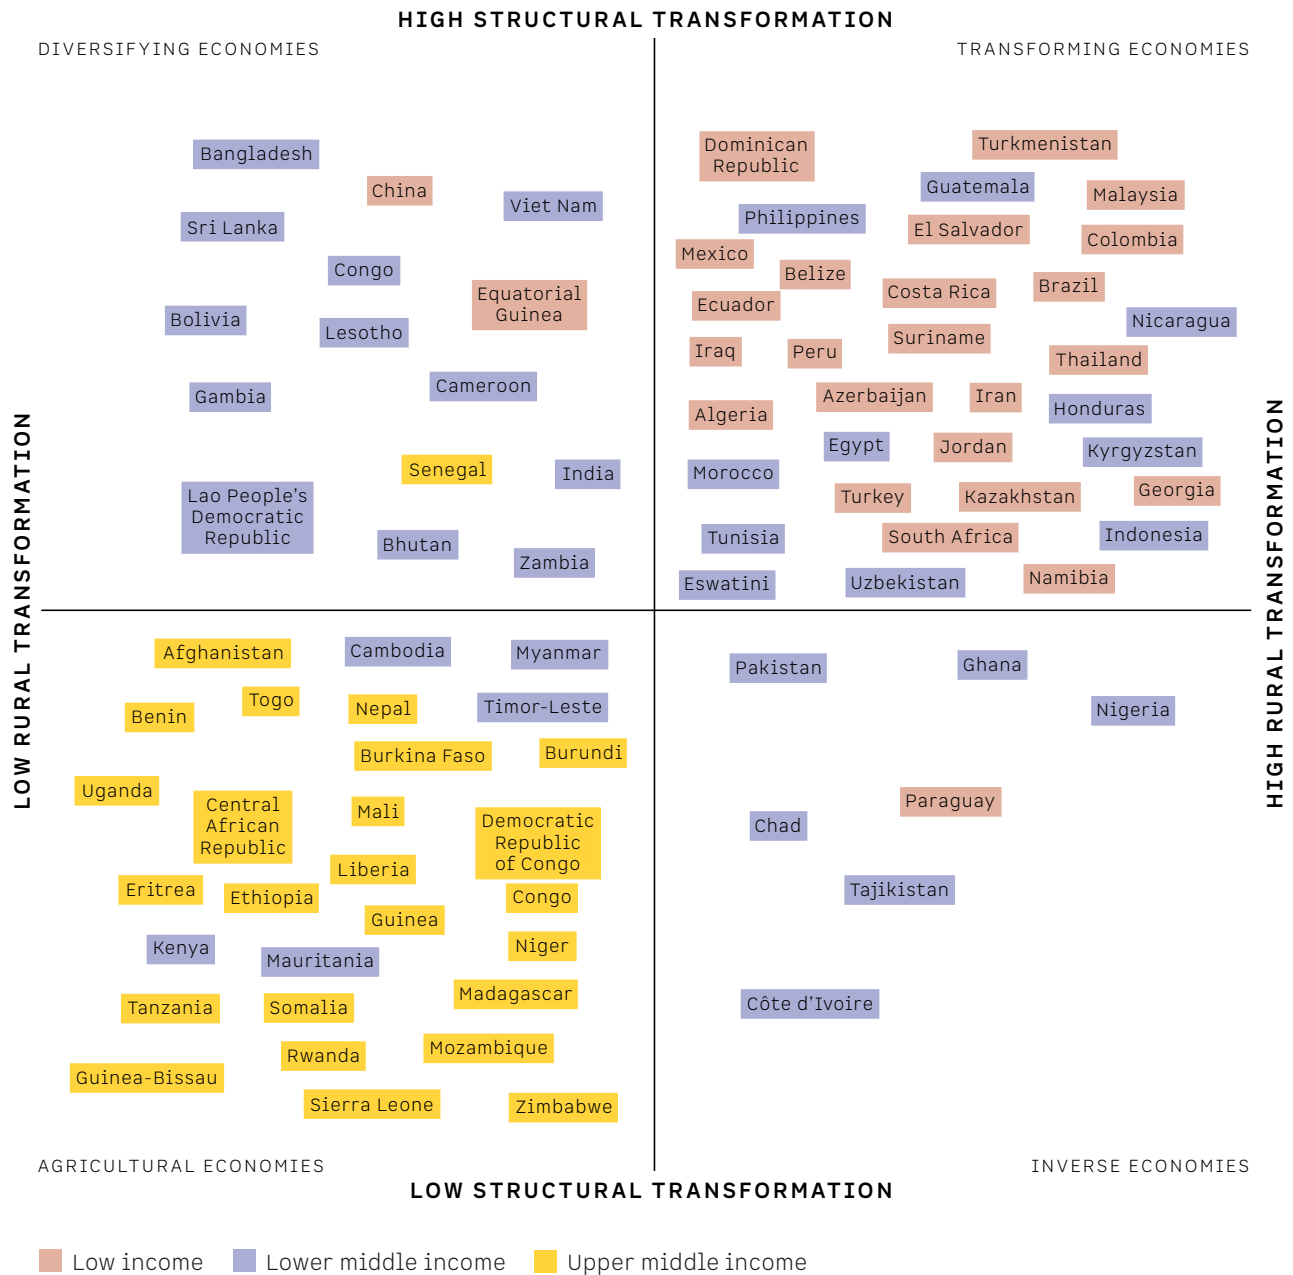 HIGH STRUCTURAL TRANSFORMATION
DIVERSIFYING ECONOMIES
TRANSFORMING ECONOMIES
LOW RURAL TRANSFORMATION
HIGH RURAL TRANSFORMATION
Bangladesh
China
Viet Nam
Sri Lanka
Congo
Equatorial
Guinea
Bolivia
Lesotho
Gambia
Cameroon
Senegal
India
Lao People’s
Democratic
Republic
Bhutan
Zambia
Dominican
Republic
Turkmenistan
Guatemala
Malaysia
Philippines
El Salvador
Colombia
Mexico
Belize
Costa Rica
Brazil
Ecuador
Nicaragua
Suriname
Iraq
Peru
Thailand
Azerbaijan
Iran
Honduras
Algeria
Egypt
Jordan
Kyrgyzstan
Morocco
Turkey
Kazakhstan
Georgia
Tunisia
South Africa
Indonesia
Eswatini
Uzbekistan
Namibia
Afghanistan
Cambodia
Myanmar
Togo
Nepal
Timor-Leste
Benin
Burkina Faso
Burundi
Uganda
Central
African
Republic
Mali
Democratic
Republic
of Congo
Liberia
Eritrea
Ethiopia
Congo
Guinea
Kenya
Mauritania
Niger
Madagascar
Tanzania
Somalia
Rwanda
Mozambique
Guinea-Bissau
Sierra Leone
Zimbabwe
Pakistan
Ghana
Nigeria
Paraguay
Chad
Tajikistan
Côte d’Ivoire
AGRICULTURAL ECONOMIES
INVERSE ECONOMIES
LOW STRUCTURAL TRANSFORMATION
Low income
Lower middle income
Upper middle income